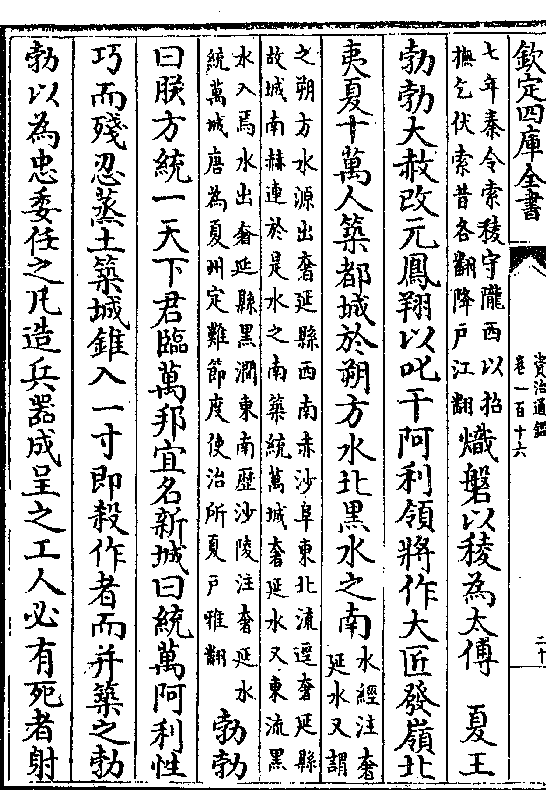 欽定四庫全書
資治通鑑
卷一百十六
二十
七年秦令索稜守隴西以招
撫乞伏索昔各翻降户江翻
熾磐以稜為太傅 夏王
勃勃大赦改元鳳翔以叱干阿利領將作大匠發嶺北
夷夏十萬人築都城於朔方水北黑水之南
水經注奢
延水又謂
之朔方水源出奢延縣西南赤沙阜東北流逕奢延縣
故城南赫連於是水之南築統萬城奢延水又東流黑
水入焉水出奢延縣黑澗東南歷沙陵注奢延水
統萬城唐為夏州定難節度使治所夏户雅翻
勃勃
曰朕方統一天下君臨萬邦宜名新城曰統萬阿利性
巧而殘忍蒸土築城錐入一寸即殺作者而并築之勃
勃以為忠委任之凡造兵器成呈之工人必有死者射